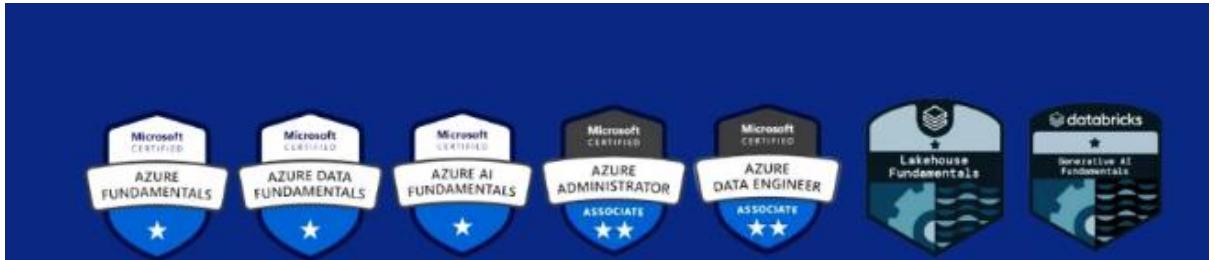 Microsoft
CERTIFIED
AZURE
FUNDAMENTALS
Microsoft
CERTIFIED
AZURE DATA
FUNDAMENTALS
Microsoft
CERTIFIED
AZURE AI
FUNDAMENTALS
Microsoft
CERTIFIED
AZURE
ADMINISTRATOR
ASSOCIATE
Microsoft
CERTIFIED
AZURE
DATA ENGINEER
ASSOCIATE
Lakehouse
Fundamentals
databricks
Generative AI
Fundamentals